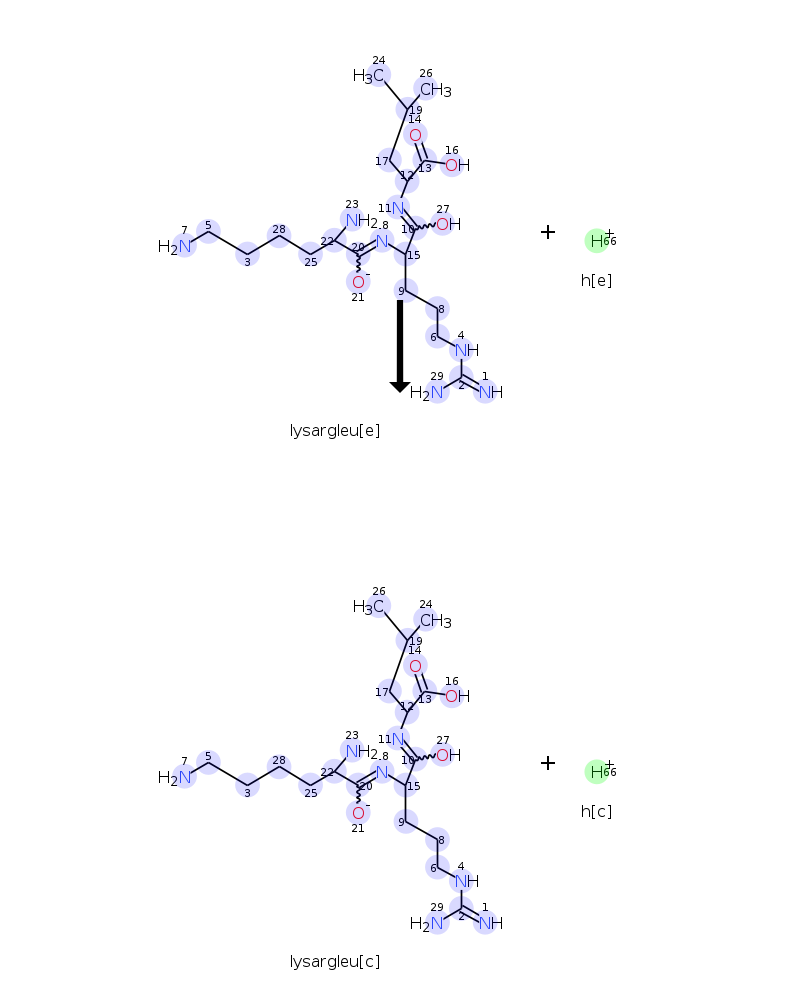 24
H3C
26
CH3
19
14
O
17
13
16
OH
12
11
N
27
10
OH
23
NH2
7
H2N
5
28
22
20
N
.8
15
3
25
O-
21
9
8
6
4
NH
29
H2N
2
1
NH
+
H+
66
h[e]
lysargleu[e]
26
H3C
24
CH3
19
14
O
17
13
16
OH
12
11
N
27
10
OH
23
NH2
7
H2N
5
28
22
20
N
.8
15
3
25
O-
21
9
8
6
4
NH
29
H2N
2
1
NH
+
H+
66
h[c]
lysargleu[c]